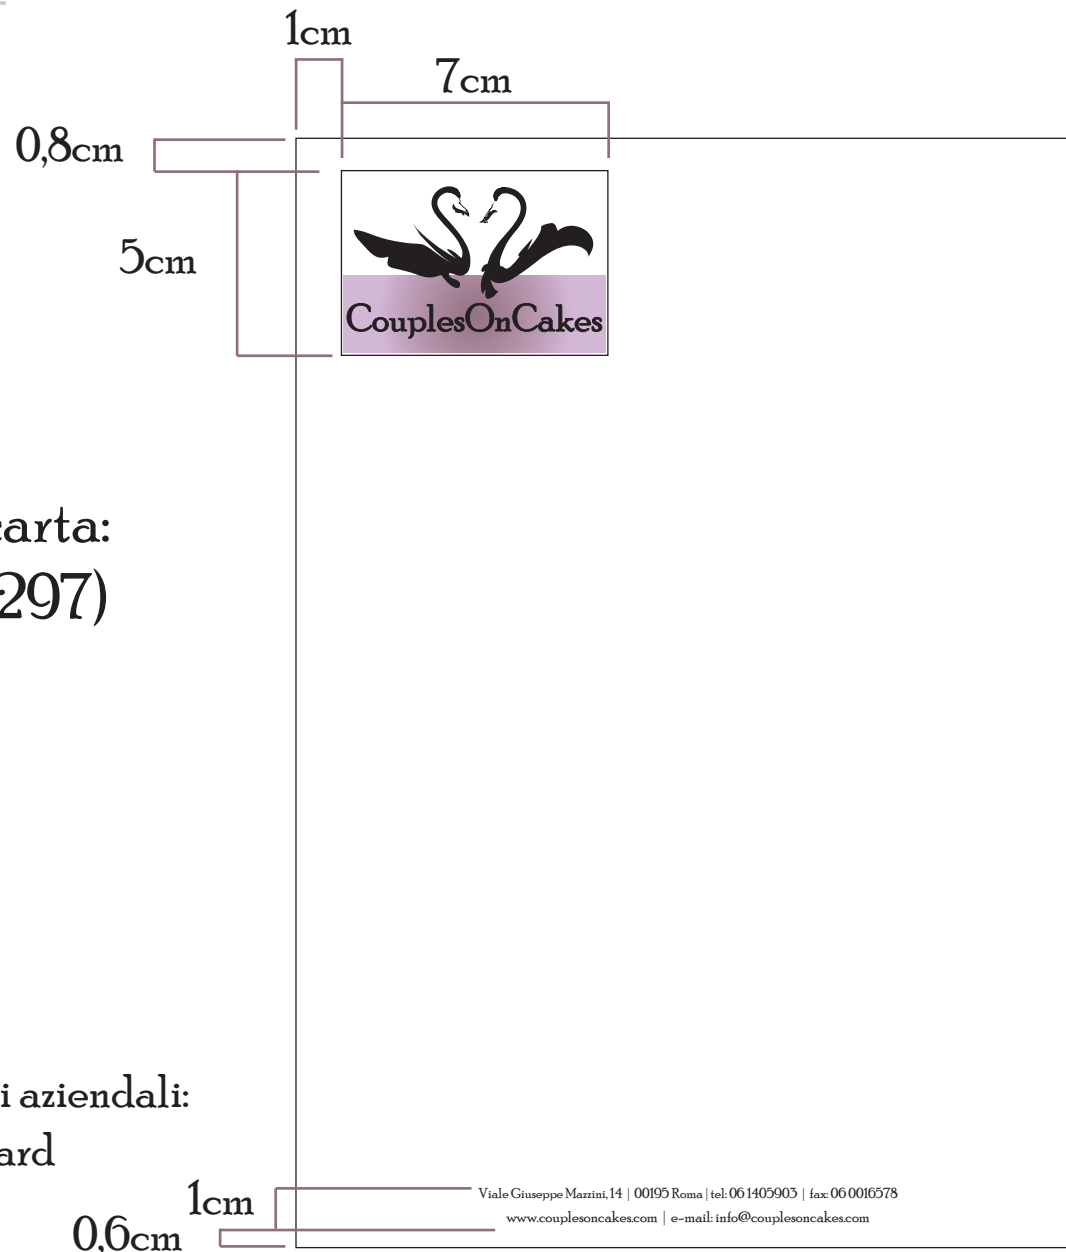 1cm
7cm
0,8cm
5cm
CouplesOnCakes
carta:
297)
i aziendali:
ard
1cm
0,6cm
Viale Giuseppe Mazzini, 14 | 00195 Roma | tel: 06 1405903 | fax: 06 0016578
www.couplesoncakes.com | e-mail: info@couplesoncakes.com